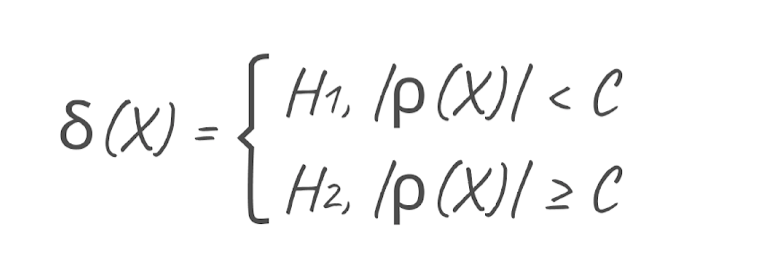 H1, |ρ(X)| < C
δ(X) = {
H2, |ρ(X)| ≥ C